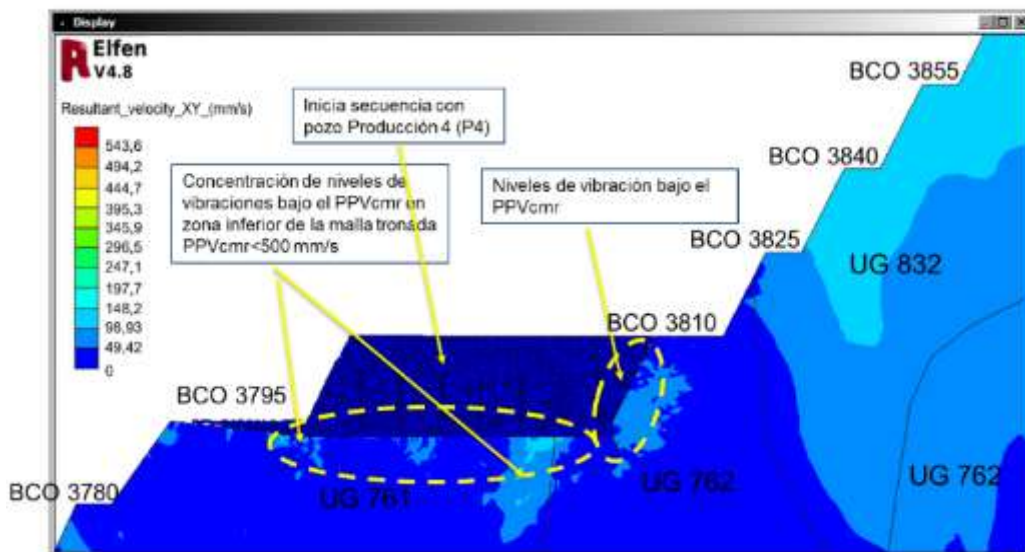 Display
Elfen
V4.8
Resultant_velocity_XY_(mm/s)
543,6
494,2
444,7
395,3
345,9
296,5
247,1
197,7
148,2
98,93
49,42
0
Inicia secuencia con
pozo Producción 4 (P4)
Concentración de niveles de
vibraciones bajo el PPVcmr en
zona inferior de la malla tronada
PPVcmr<500 mm/s
Niveles de vibración bajo el
PPVcmr
BCO 3855
BCO 3840
BCO 3825
UG 832
BCO 3810
BCO 3795
UG 761
UG 762
UG 762
BCO 3780